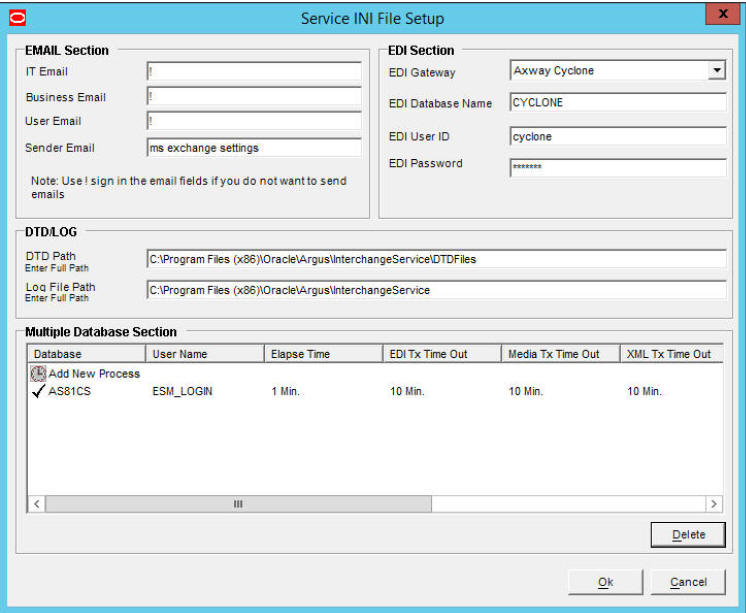 Service INI File Setup
x
EMAIL Section
IT Email
!
Business Email
!
User Email
!
Sender Email
ms exchange settings
Note: Use ! sign in the email fields if you do not want to send
emails
EDI Section
EDI Gateway
Axway Cyclone
EDI Database Name
CYCLONE
EDI User ID
cyclone
EDI Password
*******
DTD/LOG
DTD Path
Enter Full Path
C:\Program Files (x86)\Oracle\Argus\InterchangeService\DTDFiles
Log File Path
Enter Full Path
C:\Program Files (x86)\Oracle\Argus\InterchangeService
Multiple Database Section
Database User Name Elapse Time EDI Tx Time Out Media Tx Time Out XML Tx Time Out
Add New Process
AS81CS ESM_LOGIN 1 Min. 10 Min. 10 Min. 10 Min.
Delete
Ok Cancel